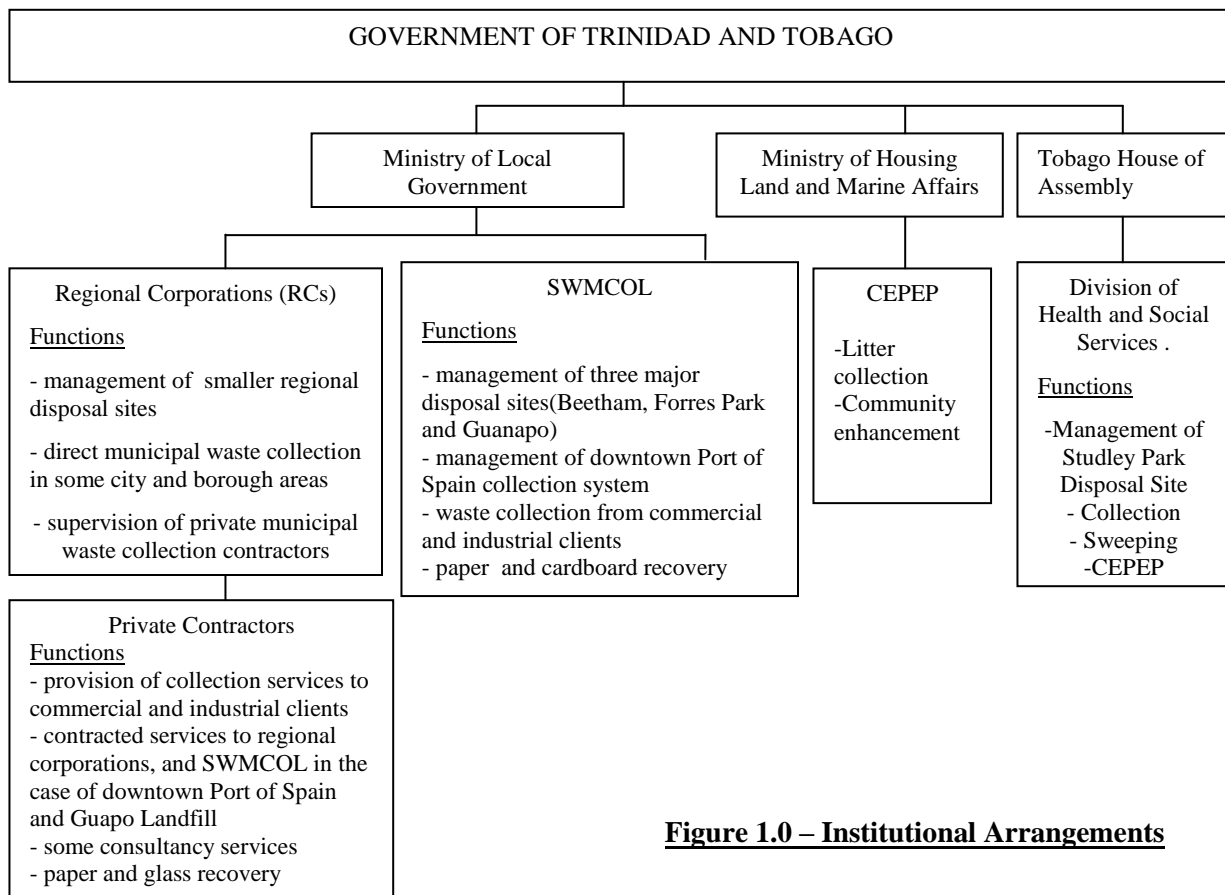 GOVERNMENT OF TRINIDAD AND TOBAGO
Ministry of Local
Government
Ministry of Housing
Land and Marine Affairs
Tobago House of
Assembly
Regional Corporations (RCs)
Functions
- management of smaller regional
disposal sites
- direct municipal waste collection
in some city and borough areas
- supervision of private municipal
waste collection contractors
SWMCOL
Functions
- management of three major
disposal sites(Beetham, Forres Park
and Guanapo)
- management of downtown Port of
Spain collection system
- waste collection from commercial
and industrial clients
- paper and cardboard recovery
CEPEP
-Litter
collection
-Community
enhancement
Division of
Health and Social
Services .
Functions
-Management of
Studley Park
Disposal Site
- Collection
- Sweeping
-CEPEP
Private Contractors
Functions
- provision of collection services to
commercial and industrial clients
- contracted services to regional
corporations, and SWMCOL in the
case of downtown Port of Spain
and Guapo Landfill
- some consultancy services
- paper and glass recovery
Figure 1.0 – Institutional Arrangements